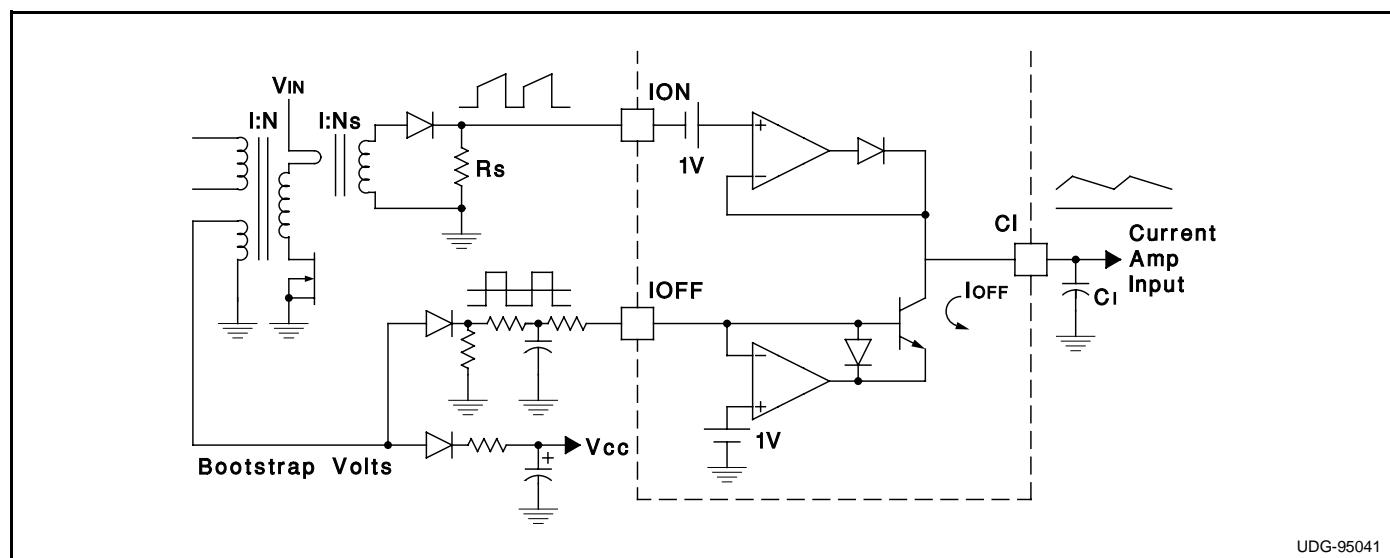 VIN
I:N
I:Ns
ION
1V
Rs
CI
Current
Amp
Input
IOFF
IOFF
CI
1V
Vcc
Bootstrap Volts
UDG-95041